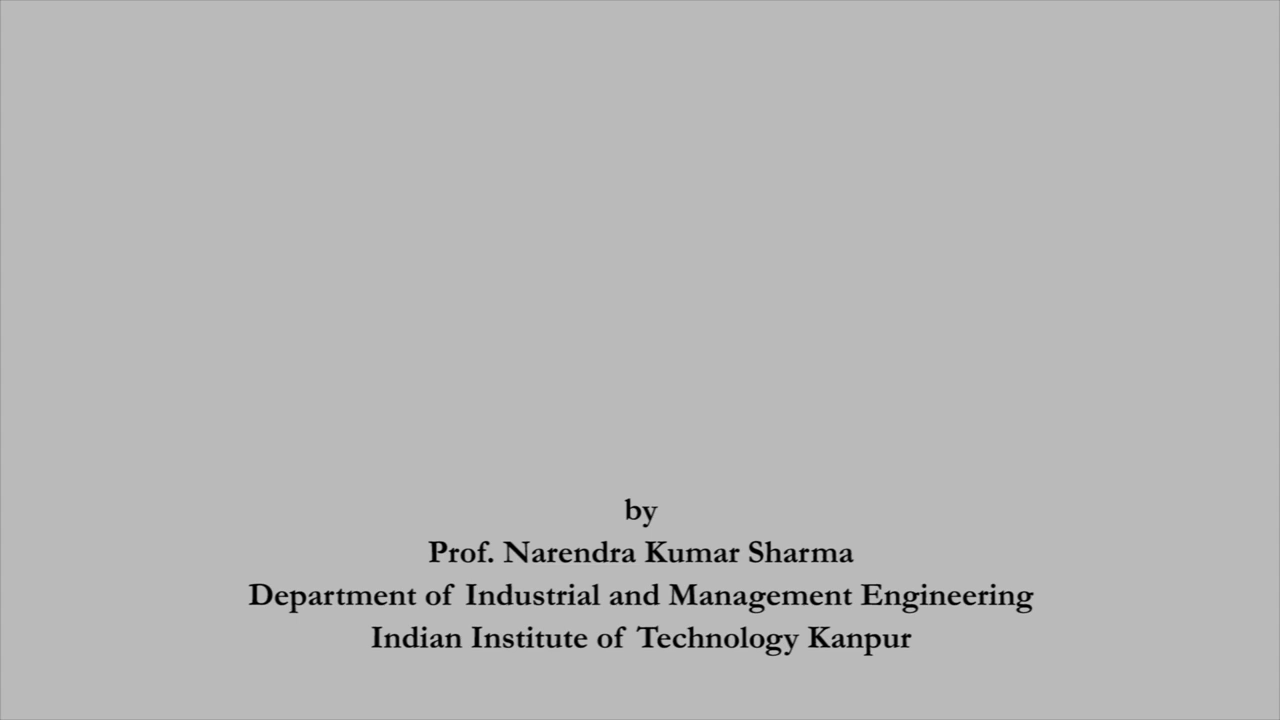 by
Prof. Narendra Kumar Sharma
Department of Industrial and Management Engineering
Indian Institute of Technology Kanpur